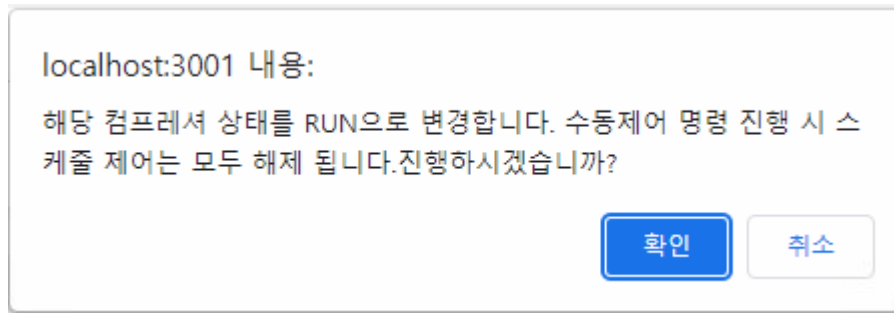 localhost:3001 내용:
해당 컴프레셔 상태를 RUN으로 변경합니다. 수동제어 명령 진행 시 스
케줄 제어는 모두 해제 됩니다.진행하시겠습니까?
확인 취소